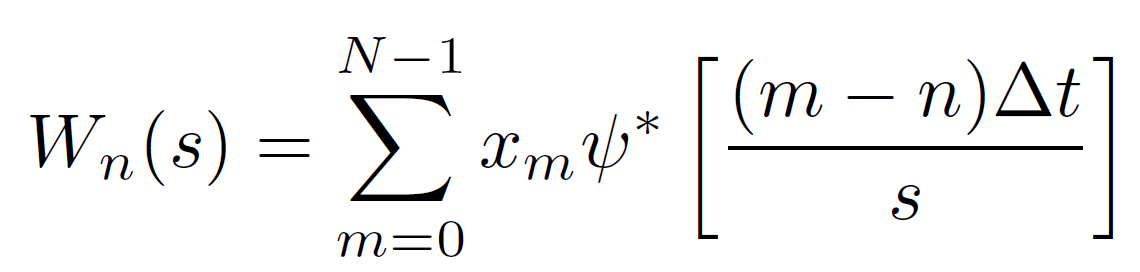 W_n(s) = \sum_{m=0}^{N-1} x_m \psi^* \left[ \frac{(m-n)\Delta t}{s} \right]